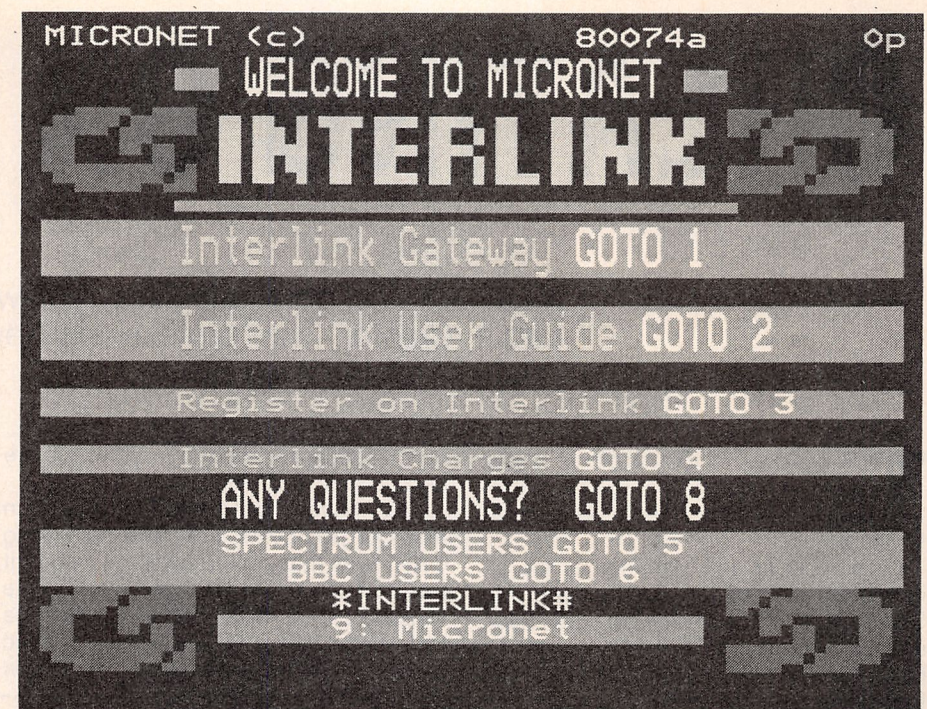 MICRONET (c) 80074a 0p
WELCOME TO MICRONET
INTERLINK
Interlink Gateway GOTO 1
Interlink User Guide GOTO 2
Register on Interlink GOTO 3
Interlink Charges GOTO 4
ANY QUESTIONS? GOTO 8
SPECTRUM USERS GOTO 5
BBC USERS GOTO 6
*INTERLINK#
9: Micronet